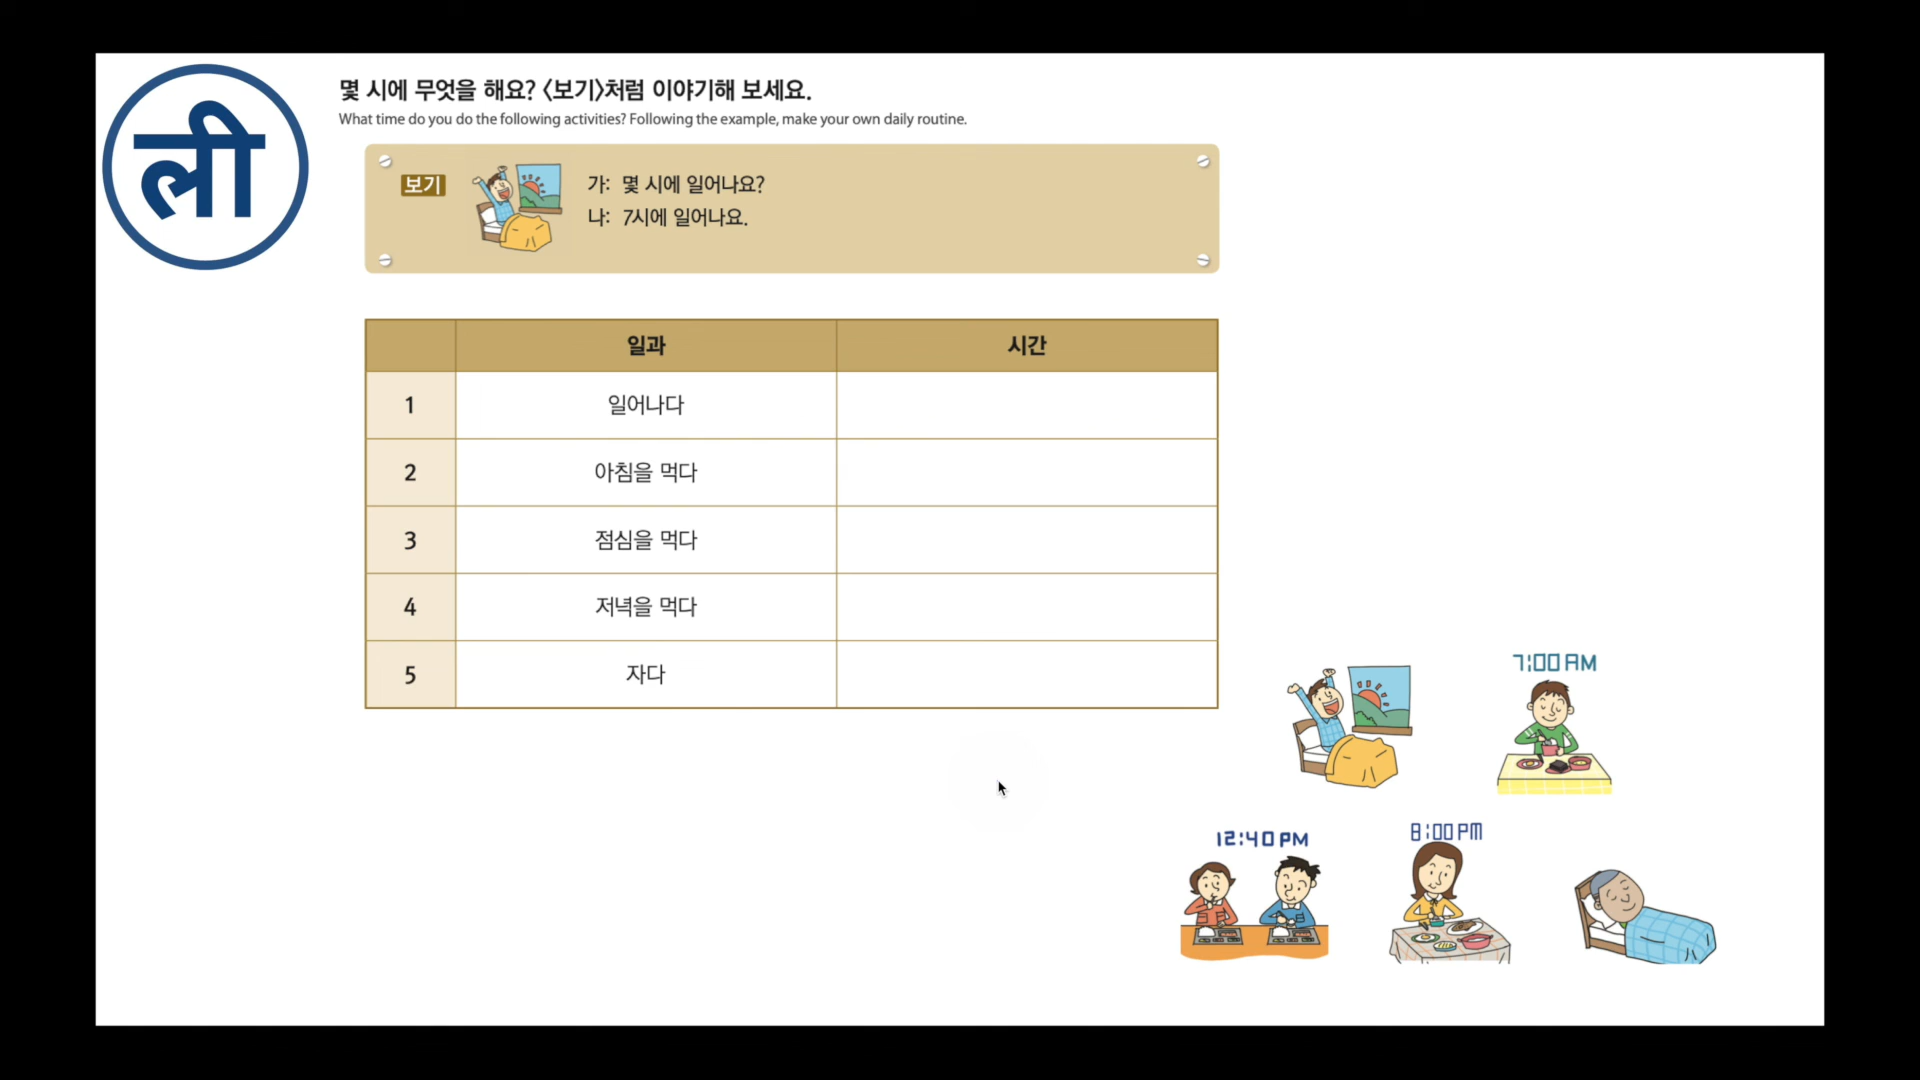 ली
몇 시에 무엇을 해요? 〈보기〉처럼 이야기해 보세요.
What time do you do the following activities? Following the example, make your own daily routine.
보기
가: 몇 시에 일어나요?
나: 7시에 일어나요.
일과 시간
1 일어나다
2 아침을 먹다
3 점심을 먹다
4 저녁을 먹다
5 자다
7:00 AM
12:40 PM
8:00 PM